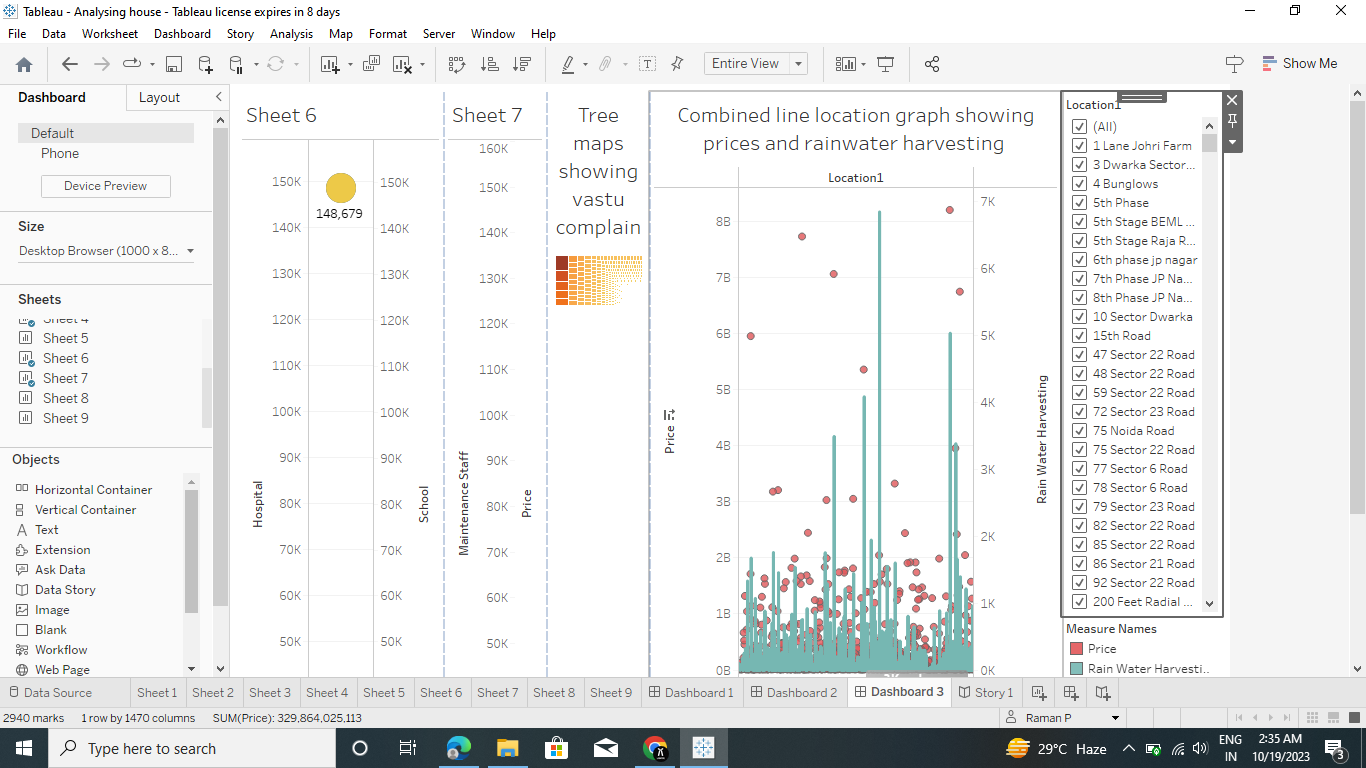 Tableau - Analysing house - Tableau license expires in 8 days
File Data Worksheet Dashboard Story Analysis Map Format Server Window Help
Entire View
Show Me
Dashboard Layout
Default
Phone
Device Preview
Size
Desktop Browser (1000 x 8...
Sheets
Sheet 4
Sheet 5
Sheet 6
Sheet 7
Sheet 8
Sheet 9
Objects
Horizontal Container
Vertical Container
Text
Extension
Ask Data
Data Story
Image
Blank
Workflow
Web Page
Sheet 6
150K
140K
130K
120K
110K
100K
90K
80K
70K
60K
50K
Hospital
148,679
150K
140K
130K
120K
110K
100K
90K
80K
70K
60K
50K
School
Sheet 7
Maintenance Staff
160K
150K
140K
130K
120K
110K
100K
90K
80K
70K
60K
50K
Price
Tree
maps
showing
vastu
complain
Combined line location graph showing
prices and rainwater harvesting
Location1
8B
7B
6B
5B
4B
3B
2B
1B
0B
Price
7K
6K
5K
4K
3K
2K
1K
0K
Rain Water Harvesting
Location1
(All)
1 Lane Johri Farm
3 Dwarka Sector...
4 Bunglows
5th Phase
5th Stage BEML ...
5th Stage Raja R...
6th phase jp nagar
7th Phase JP Na...
8th Phase JP Na...
10 Sector Dwarka
15th Road
47 Sector 22 Road
48 Sector 22 Road
59 Sector 22 Road
72 Sector 23 Road
75 Noida Road
75 Sector 22 Road
77 Sector 6 Road
78 Sector 6 Road
79 Sector 23 Road
82 Sector 22 Road
85 Sector 22 Road
86 Sector 21 Road
92 Sector 22 Road
200 Feet Radial ...
Measure Names
Price
Rain Water Harvesti..
Data Source Sheet 1 Sheet 2 Sheet 3 Sheet 4 Sheet 5 Sheet 6 Sheet 7 Sheet 8 Sheet 9 Dashboard 1 Dashboard 2 Dashboard 3 Story 1
2940 marks 1 row by 1470 columns SUM(Price): 329,864,025,113 Raman P
Type here to search
29°C Haze
ENG
IN
2:35 AM
10/19/2023
3